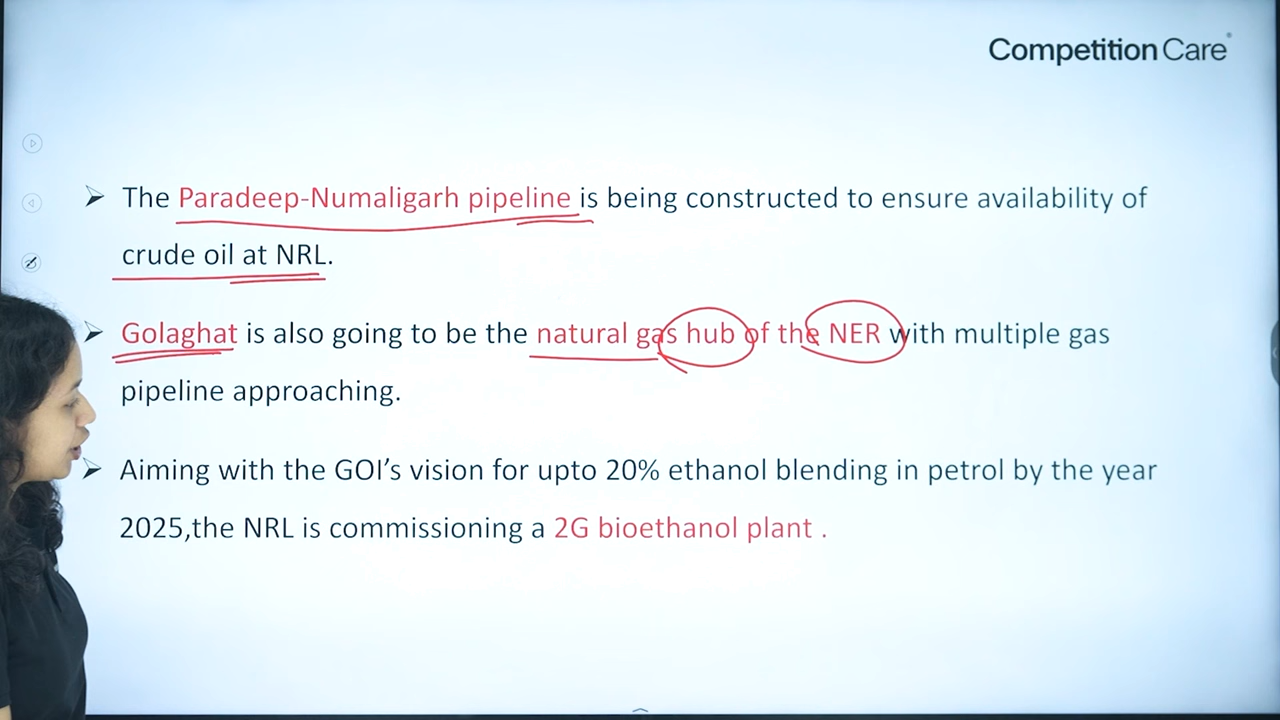 Competition Care
The Paradeep-Numaligarh pipeline is being constructed to ensure availability of
crude oil at NRL.
Golaghat is also going to be the natural gas hub of the NER with multiple gas
pipeline approaching.
Aiming with the GOI’s vision for upto 20% ethanol blending in petrol by the year
2025,the NRL is commissioning a 2G bioethanol plant .